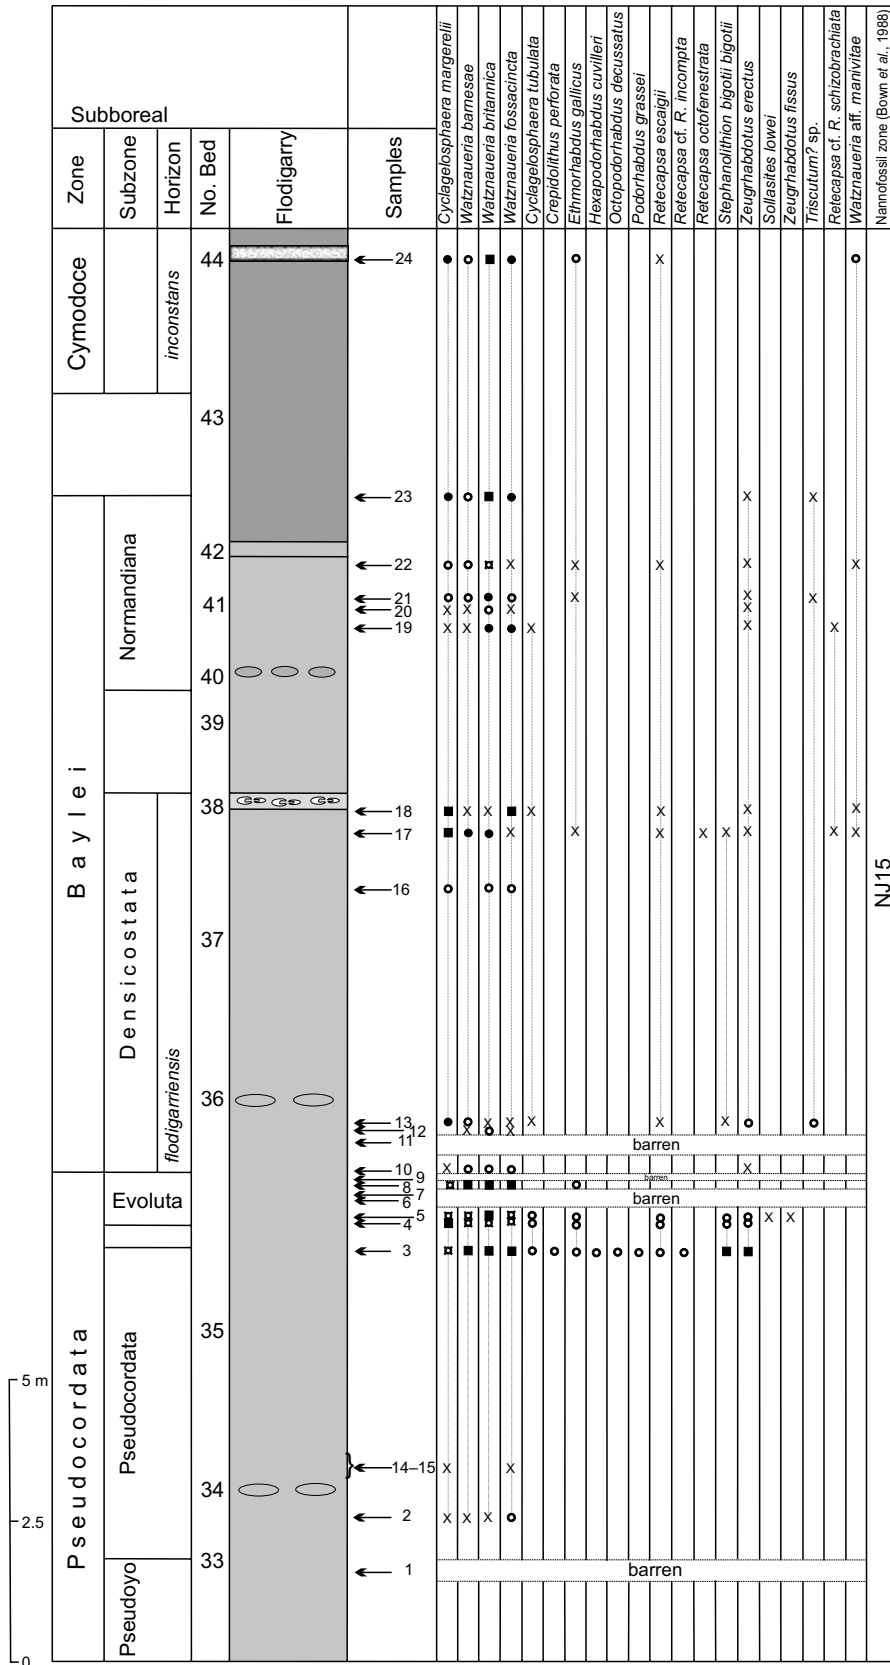 Subboreal
Zone
Subzone
Horizon
No. Bed
Flodigarry
Samples
Cyclagelosphaera margerelii
Watznaueria barnesae
Watznaueria britannica
Watznaueria fossacincta
Cyclagelosphaera tubulata
Crepidolithus perforata
Ethmorhabdus gallicus
Hexapodorhabdus cuvilleri
Octopodorhabdus decussatus
Podorhabdus grassei
Retecapsa escaigii
Retecapsa cf. R. incompta
Retecapsa octofenestrata
Stephanolithion bigotii bigotii
Zeugrhabdotus erectus
Sollasites lowei
Zeugrhabdotus fissus
Triscutum? sp.
Retecapsa cf. R. schizobrachiata
Watznaueria aff. manivitae
Nannofossil zone (Bown et al., 1988)
Cymodoce
inconstans
44
24
x
43
23
x x
Normandiana
42
22
x x x x x
41
21
x x x
20
x x x x
19
x x x x x
40
39
Baylei
38
18
x x x x x x
17
x x x x x x x x
16
NJ15
37
Densicostata
flodigarriensis
36
13
x x x x x
12
x x
11
barren
10
x x
9
barren
Evoluta
8
7
barren
6
5
x x
4
3
35
Pseudocordata
Pseudocordata
5 m
14–15
x x
34
2
x x x
2.5
33
1
barren
Pseudoyo
0